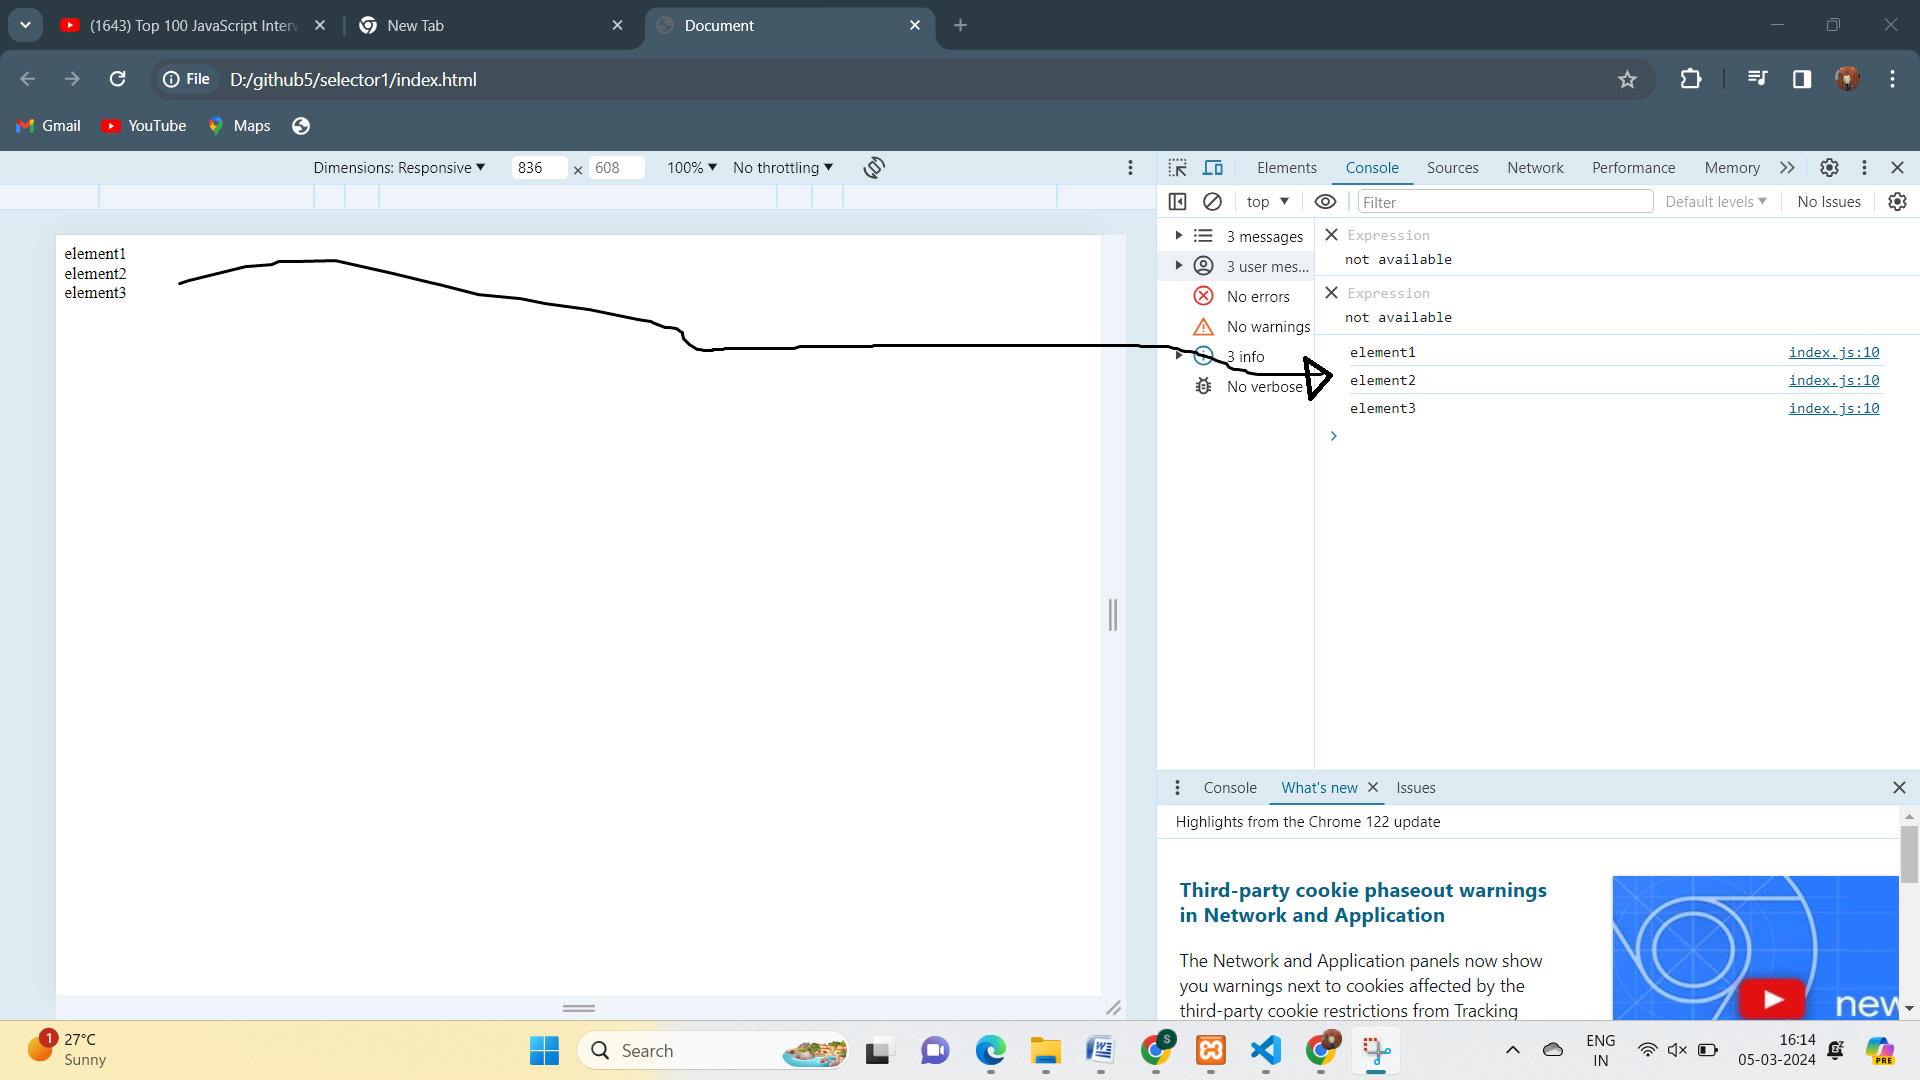 (1643) Top 100 JavaScript Interv
New Tab
Document
File D:/github5/selector1/index.html
Gmail YouTube Maps
Dimensions: Responsive 836 × 608 100% No throttling
Elements Console Sources Network Performance Memory
top Filter Default levels No Issues
element1
element2
element3
3 messages
3 user mes...
No errors
No warnings
3 info
No verbose
Expression
not available
Expression
not available
element1 index.js:10
element2 index.js:10
element3 index.js:10
Console What's new Issues
Highlights from the Chrome 122 update
Third-party cookie phaseout warnings
in Network and Application
The Network and Application panels now show
you warnings next to cookies affected by the
third-party cookie restrictions from Tracking
new
1
27°C
Sunny
Search
S
ENG
IN
16:14
05-03-2024
PRE